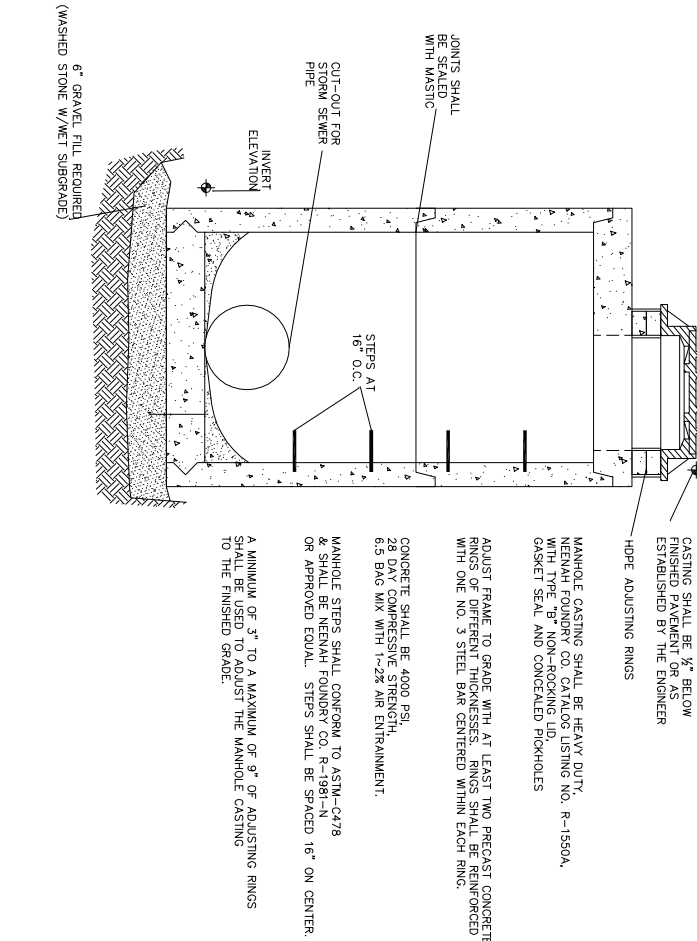 CASTING SHALL BE ½" BELOW
FINISHED PAVEMENT OR AS
ESTABLISHED BY THE ENGINEER
HDPE ADJUSTING RINGS
MANHOLE CASTING SHALL BE HEAVY DUTY,
NEENAH FOUNDRY CO. CATALOG LISTING NO. R-1550A,
WITH TYPE "B" NON-ROCKING LID,
GASKET SEAL AND CONCEALED PICKHOLES
ADJUST FRAME TO GRADE WITH AT LEAST TWO PRECAST CONCRETE
RINGS OF DIFFERENT THICKNESSES. RINGS SHALL BE REINFORCED
WITH ONE NO. 3 STEEL BAR CENTERED WITHIN EACH RING.
CONCRETE SHALL BE 4000 PSI,
28 DAY COMPRESSIVE STRENGTH,
6.5 BAG MIX WITH 1~2% AIR ENTRAINMENT.
MANHOLE STEPS SHALL CONFORM TO ASTM-C478
& SHALL BE NEENAH FOUNDRY CO. R-1981-N
OR APPROVED EQUAL. STEPS SHALL BE SPACED 16" ON CENTER.
A MINIMUM OF 3" TO A MAXIMUM OF 9" OF ADJUSTING RINGS
SHALL BE USED TO ADJUST THE MANHOLE CASTING
TO THE FINISHED GRADE.
JOINTS SHALL
BE SEALED
WITH MASTIC
CUT-OUT FOR
STORM SEWER
PIPE
STEPS AT
16" O.C.
INVERT
ELEVATION
6" GRAVEL FILL REQUIRED
(WASHED STONE W/WET SUBGRADE)